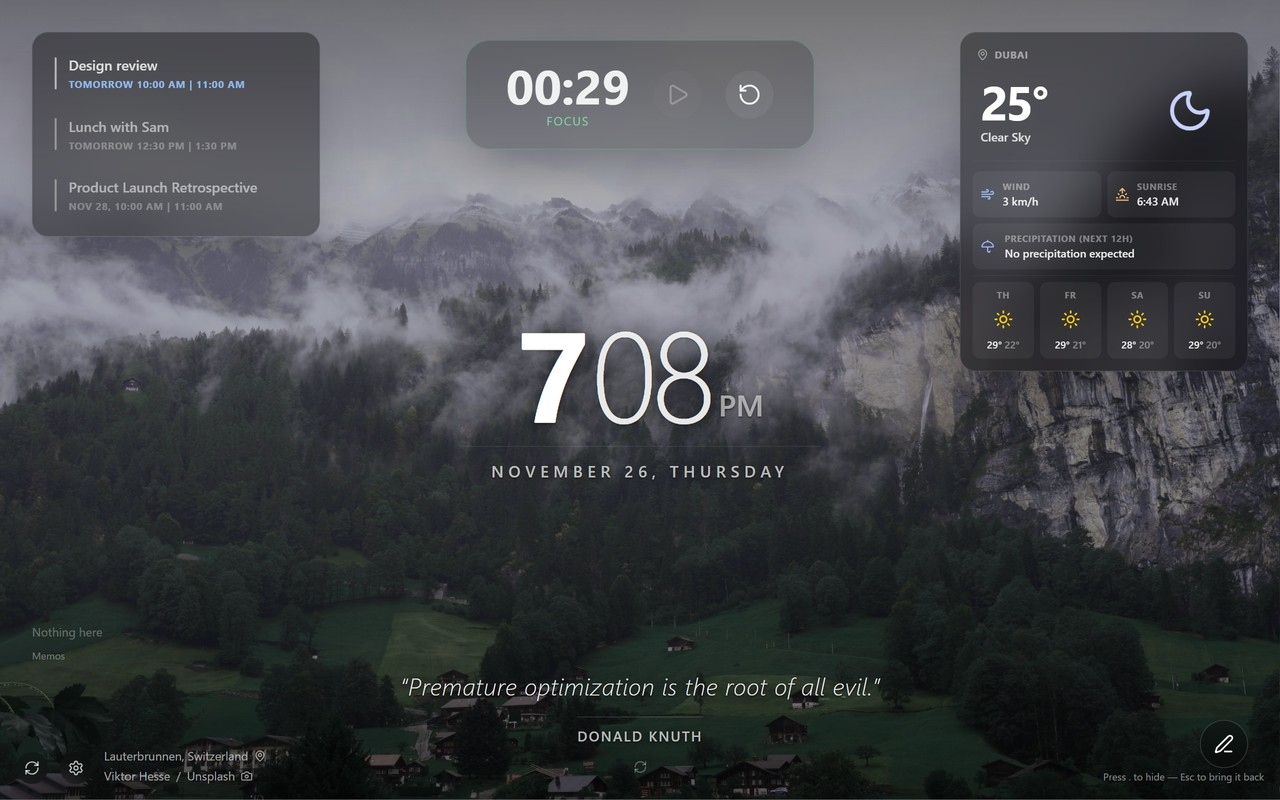 Design review
TOMORROW 10:00 AM | 11:00 AM
Lunch with Sam
TOMORROW 12:30 PM | 1:30 PM
Product Launch Retrospective
NOV 28, 10:00 AM | 11:00 AM
00:29
FOCUS
DUBAI
25°
Clear Sky
WIND
3 km/h
SUNRISE
6:43 AM
PRECIPITATION (NEXT 12H)
No precipitation expected
TH FR SA SU
29° 22° 29° 21° 28° 20° 29° 20°
708 PM
NOVEMBER 26, THURSDAY
Nothing here
Memos
"Premature optimization is the root of all evil."
DONALD KNUTH
Lauterbrunnen, Switzerland
Viktor Hesse / Unsplash
Press . to hide — Esc to bring it back